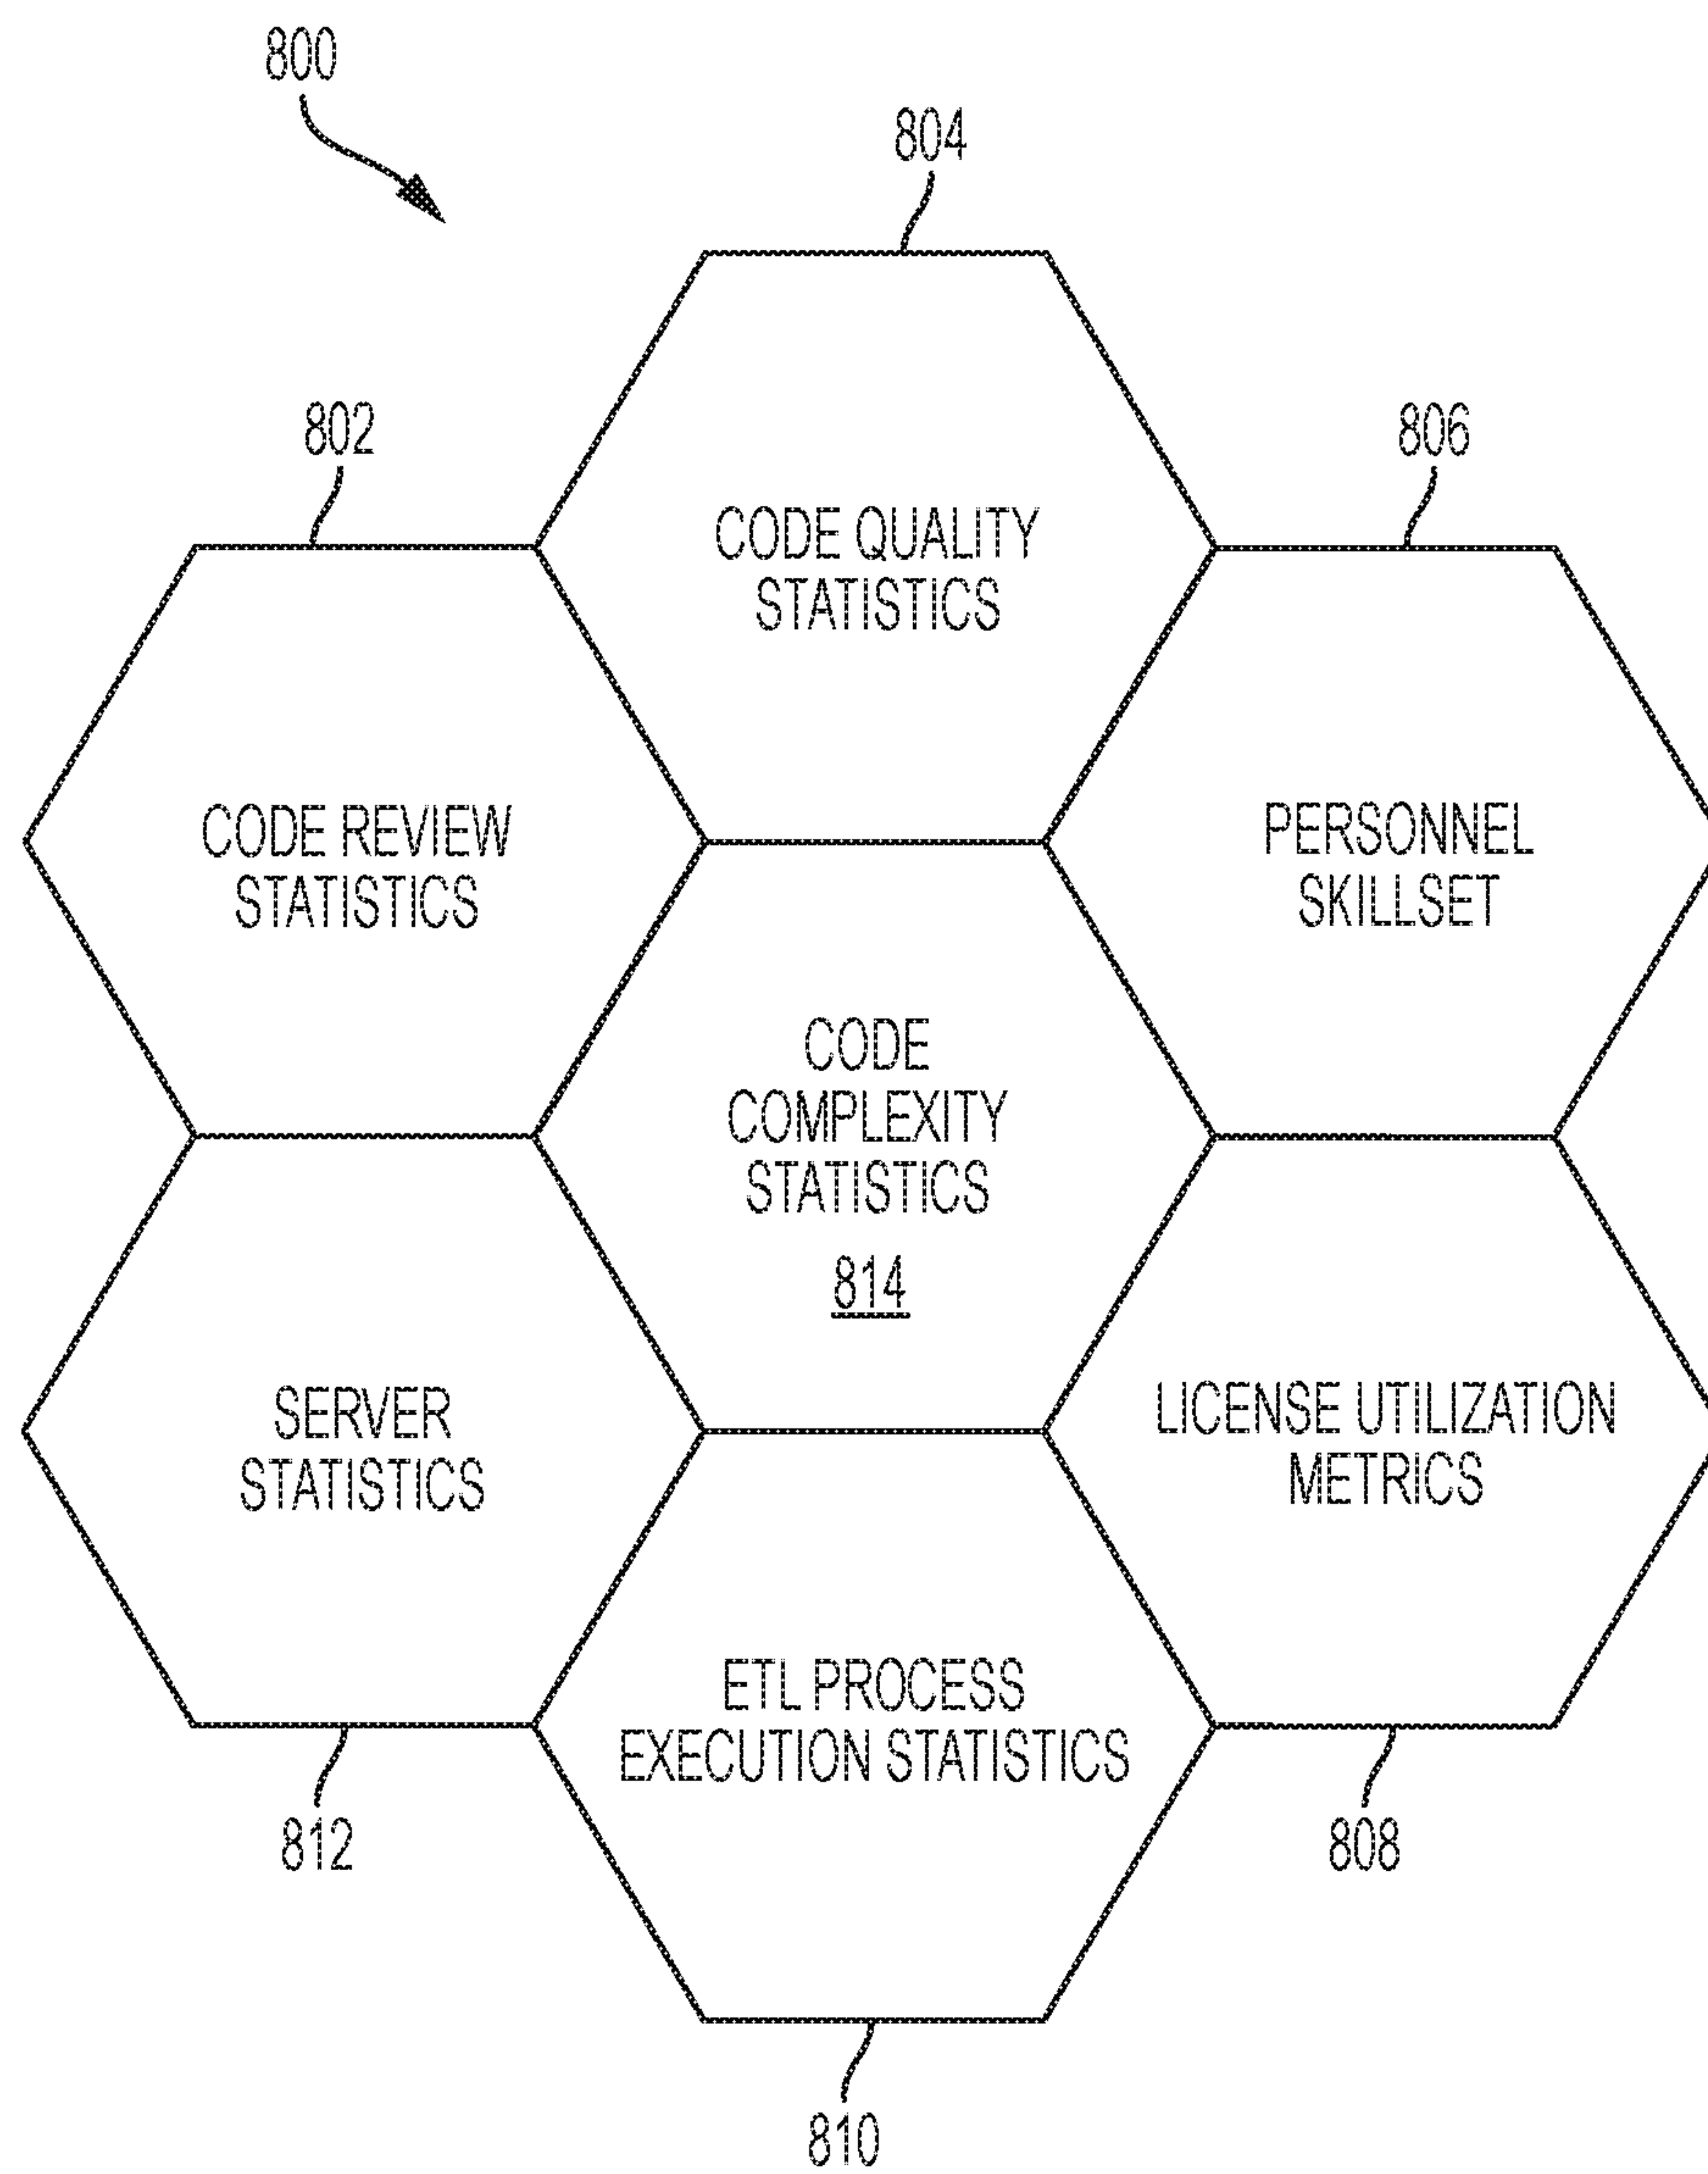 800
804
802
806
CODE QUALITY
STATISTICS
CODE REVIEW
STATISTICS
PERSONNEL
SKILLSET
CODE
COMPLEXITY
STATISTICS
814
SERVER
STATISTICS
LICENSE UTILIZATION
METRICS
ETL PROCESS
EXECUTION STATISTICS
812
808
810